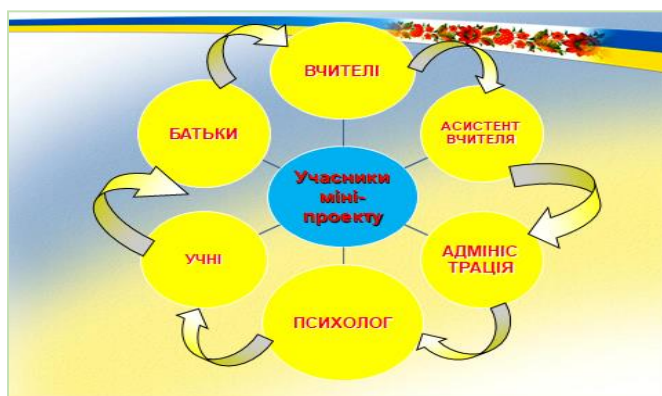 ВЧИТЕЛІ
АСИСТЕНТ
ВЧИТЕЛЯ
АДМІНІС
ТРАЦІЯ
ПСИХОЛОГ
УЧНІ
БАТЬКИ
Учасники
міні-
проекту